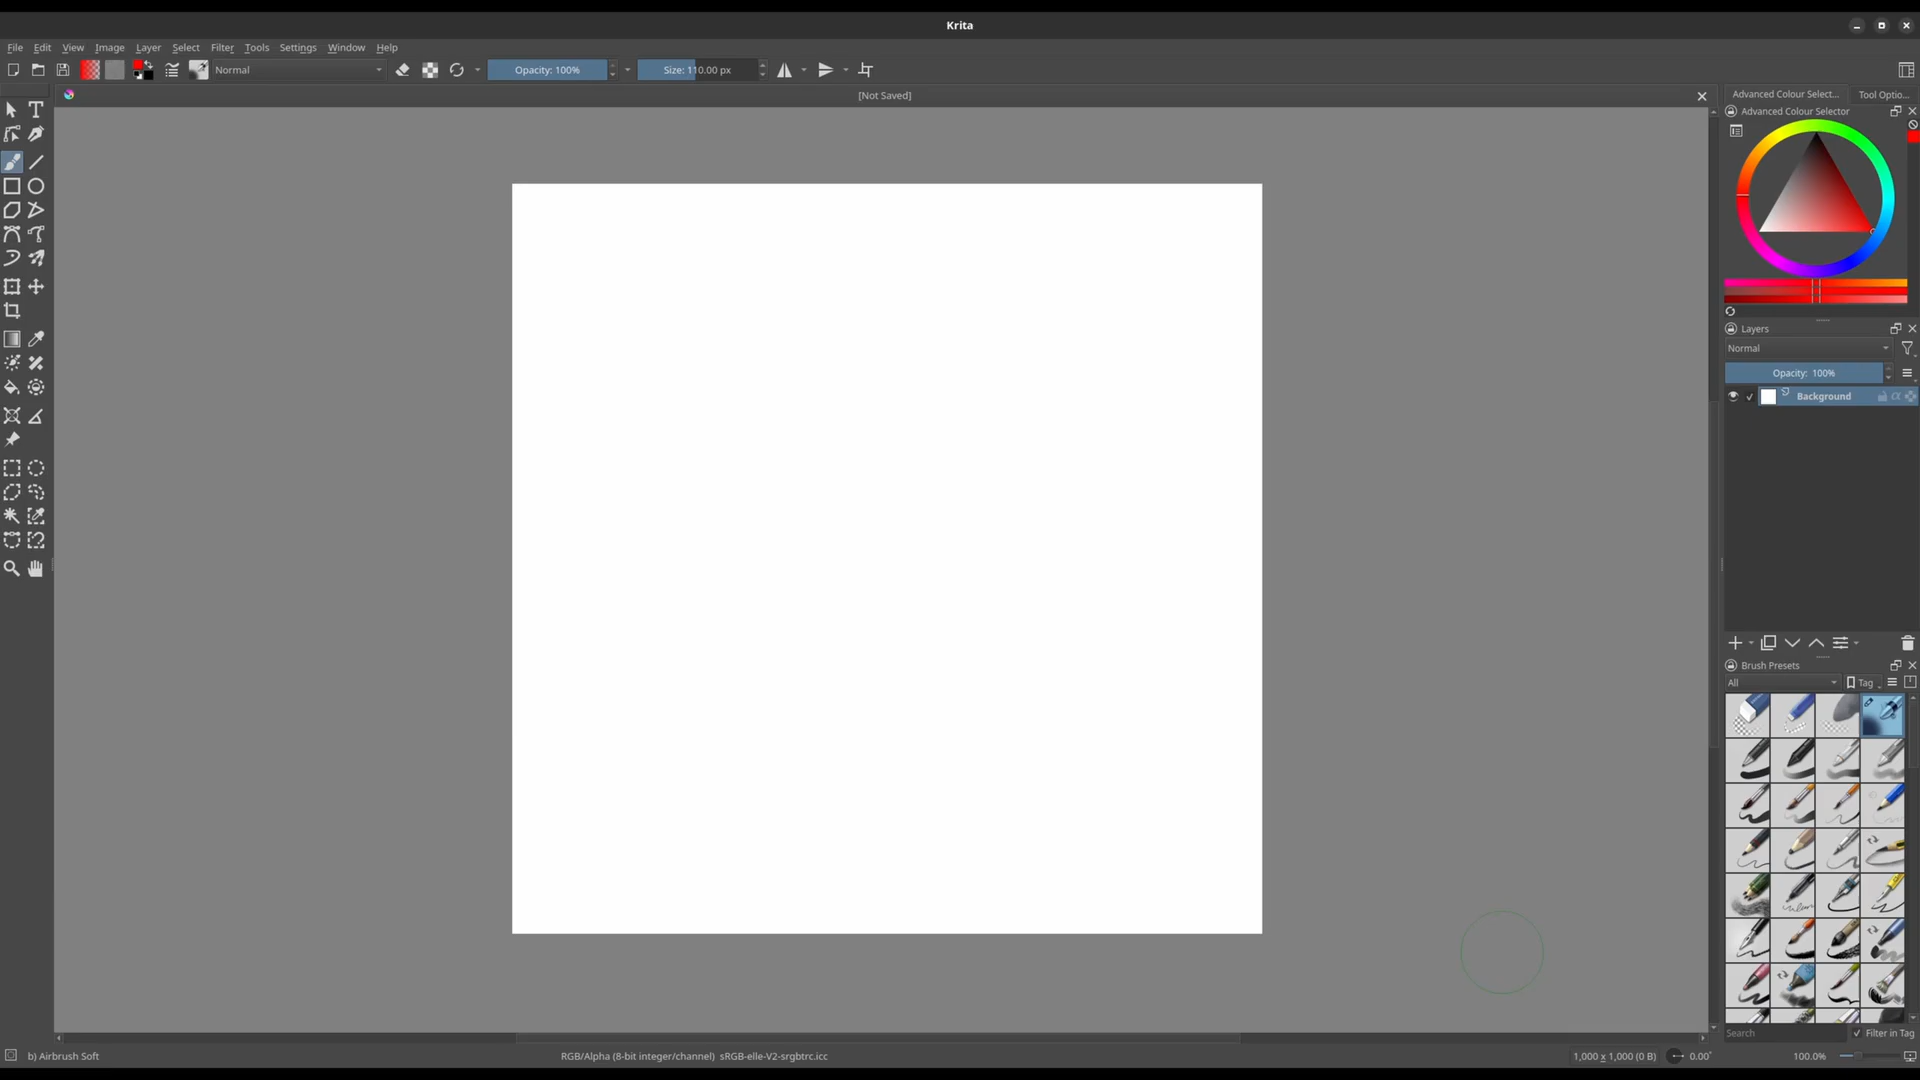 Krita
File Edit View Image Layer Select Filter Tools Settings Window Help
Normal
Opacity: 100%
Size: 110.00 px
[Not Saved]
Advanced Colour Select...
Tool Optio...
Advanced Colour Selector
Layers
Normal
Opacity: 100%
Background
Brush Presets
All
Tag
Search
Filter in Tag
b) Airbrush Soft
RGB/Alpha (8-bit integer/channel) sRGB-elle-V2-srgbtrc.icc
1,000 x 1,000 (0 B)
0.00°
100.0%